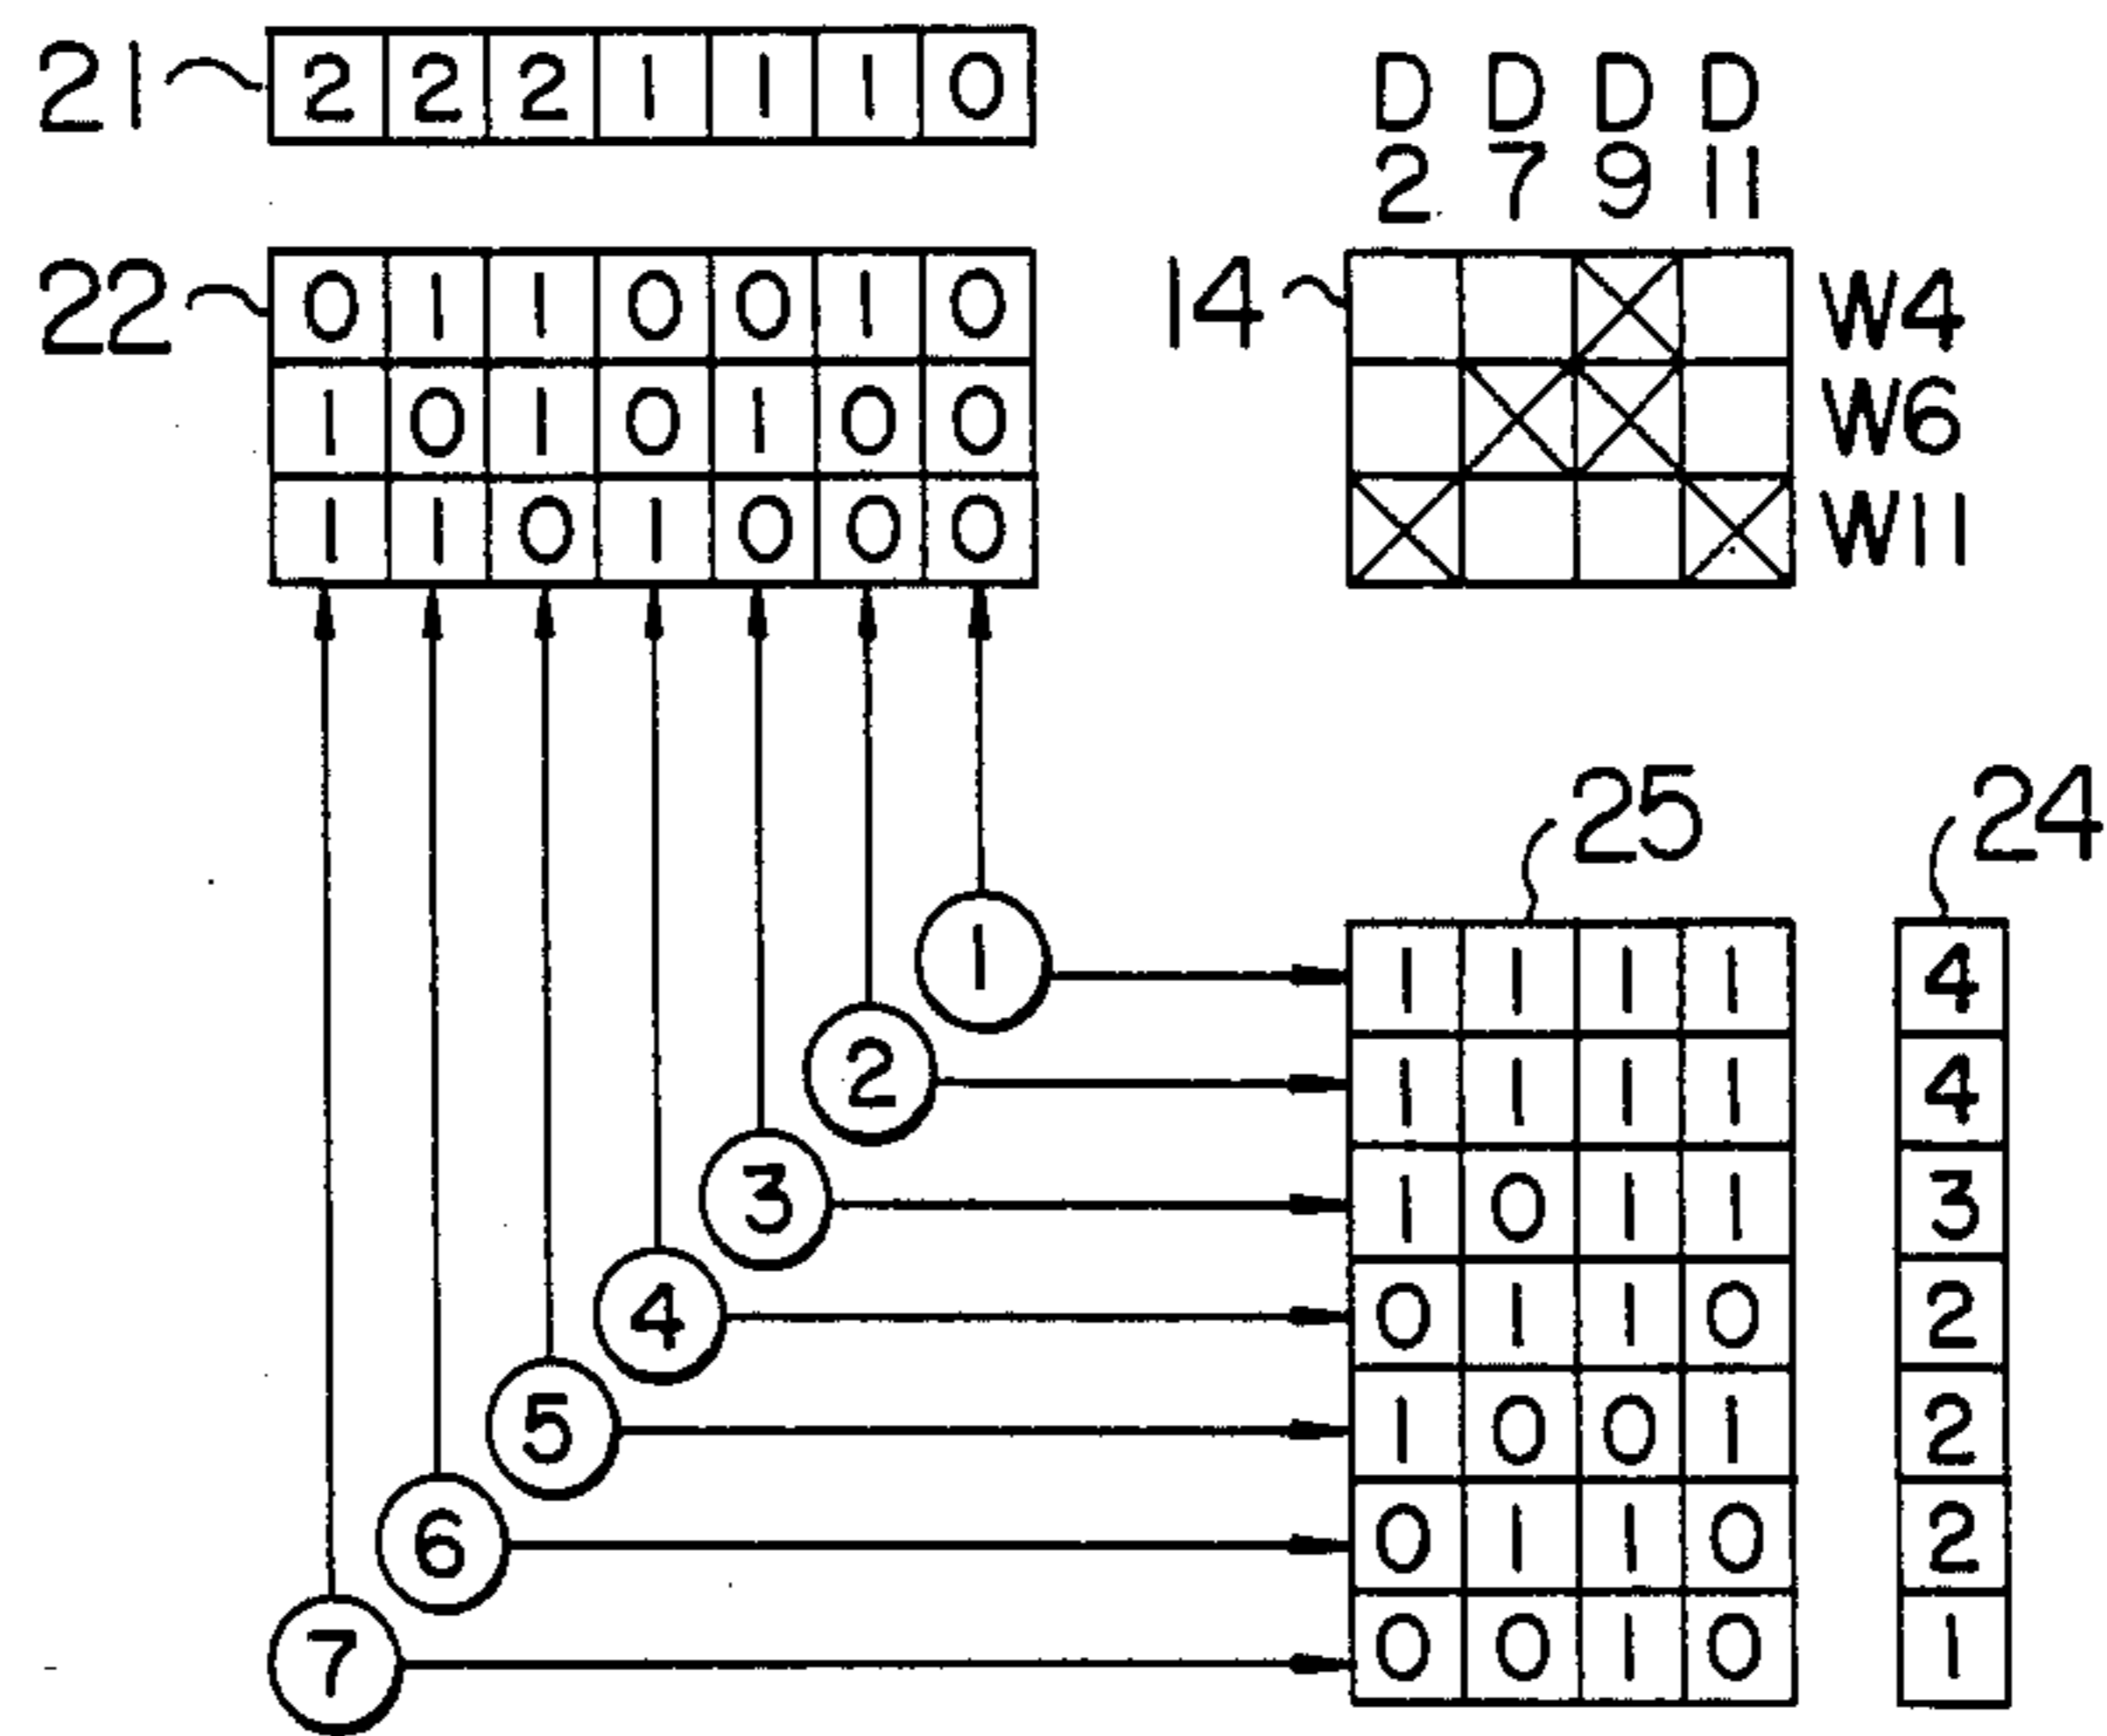 21 2 2 2 1 1 1 0
D D D D
2 7 9 11
22 0 1 1 0 0 1 0
1 0 1 0 1 0 0
1 1 0 1 0 0 0
14 W4
W6
W11
25 24
1 1 1 1 1 4
2 1 1 1 1 4
3 1 0 1 1 3
4 0 1 1 0 2
5 1 0 0 1 2
6 0 1 1 0 2
7 0 0 1 0 1